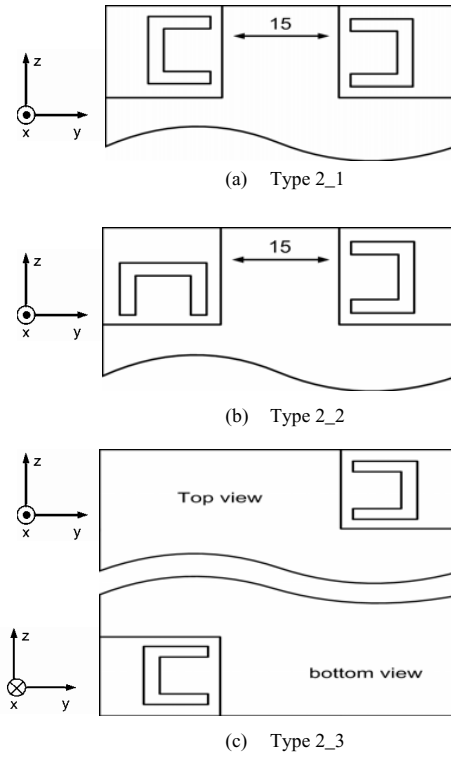 15
z
x
y
(a) Type 2_1
15
z
x
y
(b) Type 2_2
z
x
y
Top view
z
x
y
bottom view
(c) Type 2_3